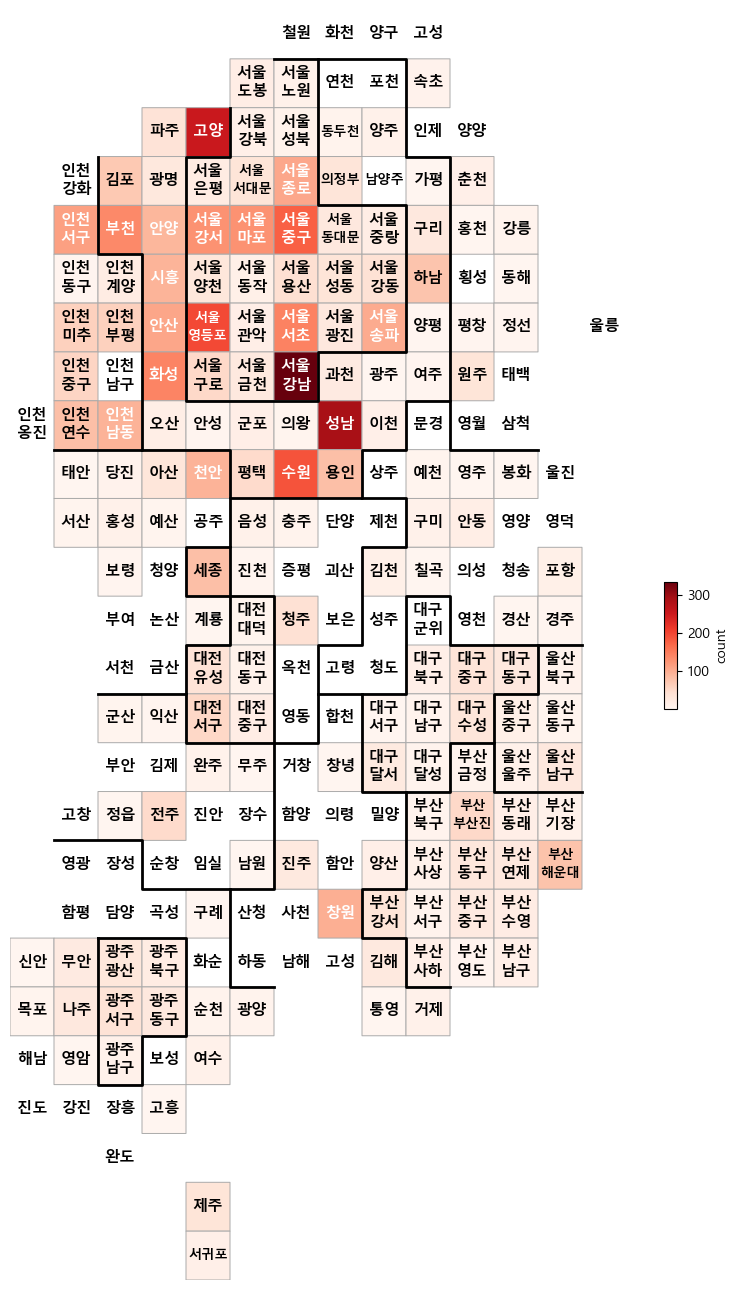 철원 화천 양구 고성
서울 서울
도봉 노원 연천 포천 속초
파주 고양 서울 서울 동두천 양주 인제 양양
강북 성북
인천 김포 광명 서울 서울 서울 의정부 남양주 가평 춘천
강화 은평 서대문 종로
인천 부천 안양 서울 서울 서울 서울 서울 구리 홍천 강릉
서구 강서 마포 중구 동대문 중랑
인천 인천 시흥 서울 서울 서울 서울 서울 하남 횡성 동해
동구 계양 양천 동작 용산 성동 강동
인천 인천 안산 서울 서울 서울 서울 서울 양평 평창 정선 울릉
미추 부평 영등포 관악 서초 광진 송파
인천 인천 화성 서울 서울 서울 과천 광주 여주 원주 태백
중구 남구 구로 금천 강남
인천 인천 인천 오산 안성 군포 의왕 성남 이천 문경 영월 삼척
옹진 연수 남동
태안 당진 아산 천안 평택 수원 용인 상주 예천 영주 봉화 울진
서산 홍성 예산 공주 음성 충주 단양 제천 구미 안동 영양 영덕
보령 청양 세종 진천 증평 괴산 김천 칠곡 의성 청송 포항
부여 논산 계룡 대전 청주 보은 성주 대구 영천 경산 경주
대덕 군위
서천 금산 대전 대전 옥천 고령 청도 대구 대구 대구 울산
유성 동구 북구 중구 동구 북구
군산 익산 대전 대전 영동 합천 대구 대구 대구 울산 울산
서구 중구 서구 남구 수성 중구 동구
부안 김제 완주 무주 거창 창녕 대구 대구 부산 울산 울산
달서 달성 금정 울주 남구
고창 정읍 전주 진안 장수 함양 의령 밀양 부산 부산 부산 부산
북구 부산진 동래 기장
영광 장성 순창 임실 남원 진주 함안 양산 부산 부산 부산 부산
사상 동구 연제 해운대
함평 담양 곡성 구례 산청 사천 창원 부산 부산 부산 부산
강서 서구 중구 수영
신안 무안 광주 광주 화순 하동 남해 고성 김해 부산 부산 부산
광산 북구 사하 영도 남구
목포 나주 광주 광주 순천 광양 통영 거제
서구 동구
해남 영암 광주 보성 여수
남구
진도 강진 장흥 고흥
완도
제주
서귀포
300
200
100
count